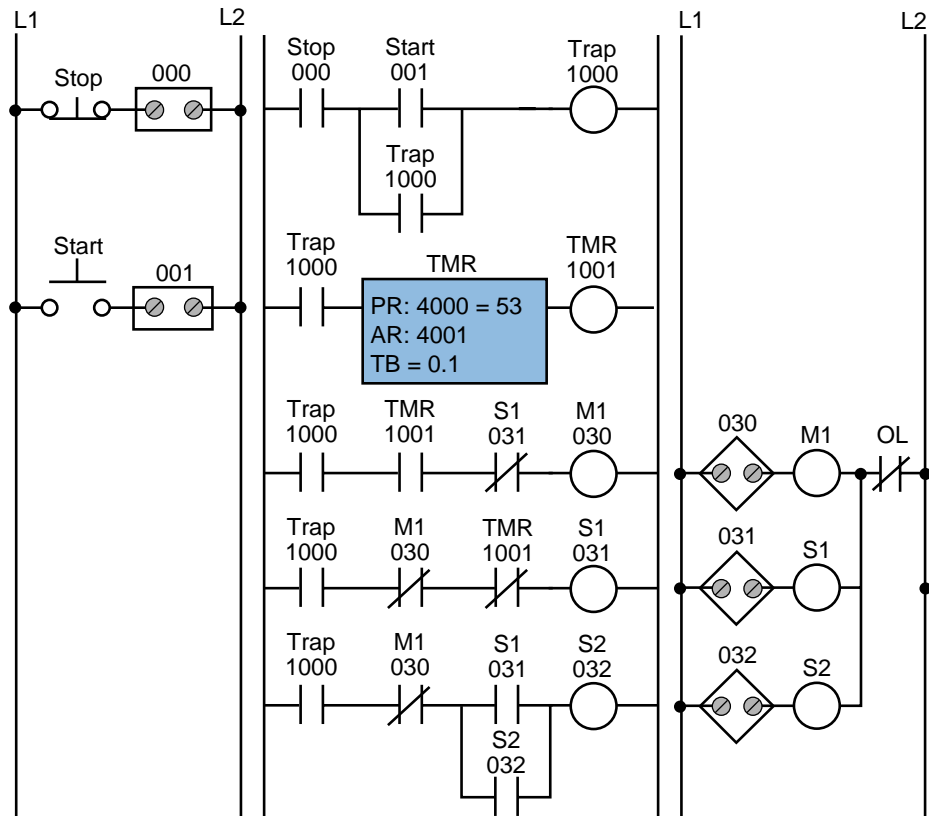 L1
L2
Stop
000
Start
001
Stop
000
Start
001
Trap
1000
Trap
1000
Trap
1000
TMR
PR: 4000 = 53
AR: 4001
TB = 0.1
TMR
1001
Trap
1000
TMR
1001
S1
031
M1
030
Trap
1000
M1
030
TMR
1001
S1
031
Trap
1000
M1
030
S1
031
S2
032
S2
032
L1
L2
030
M1
OL
031
S1
032
S2